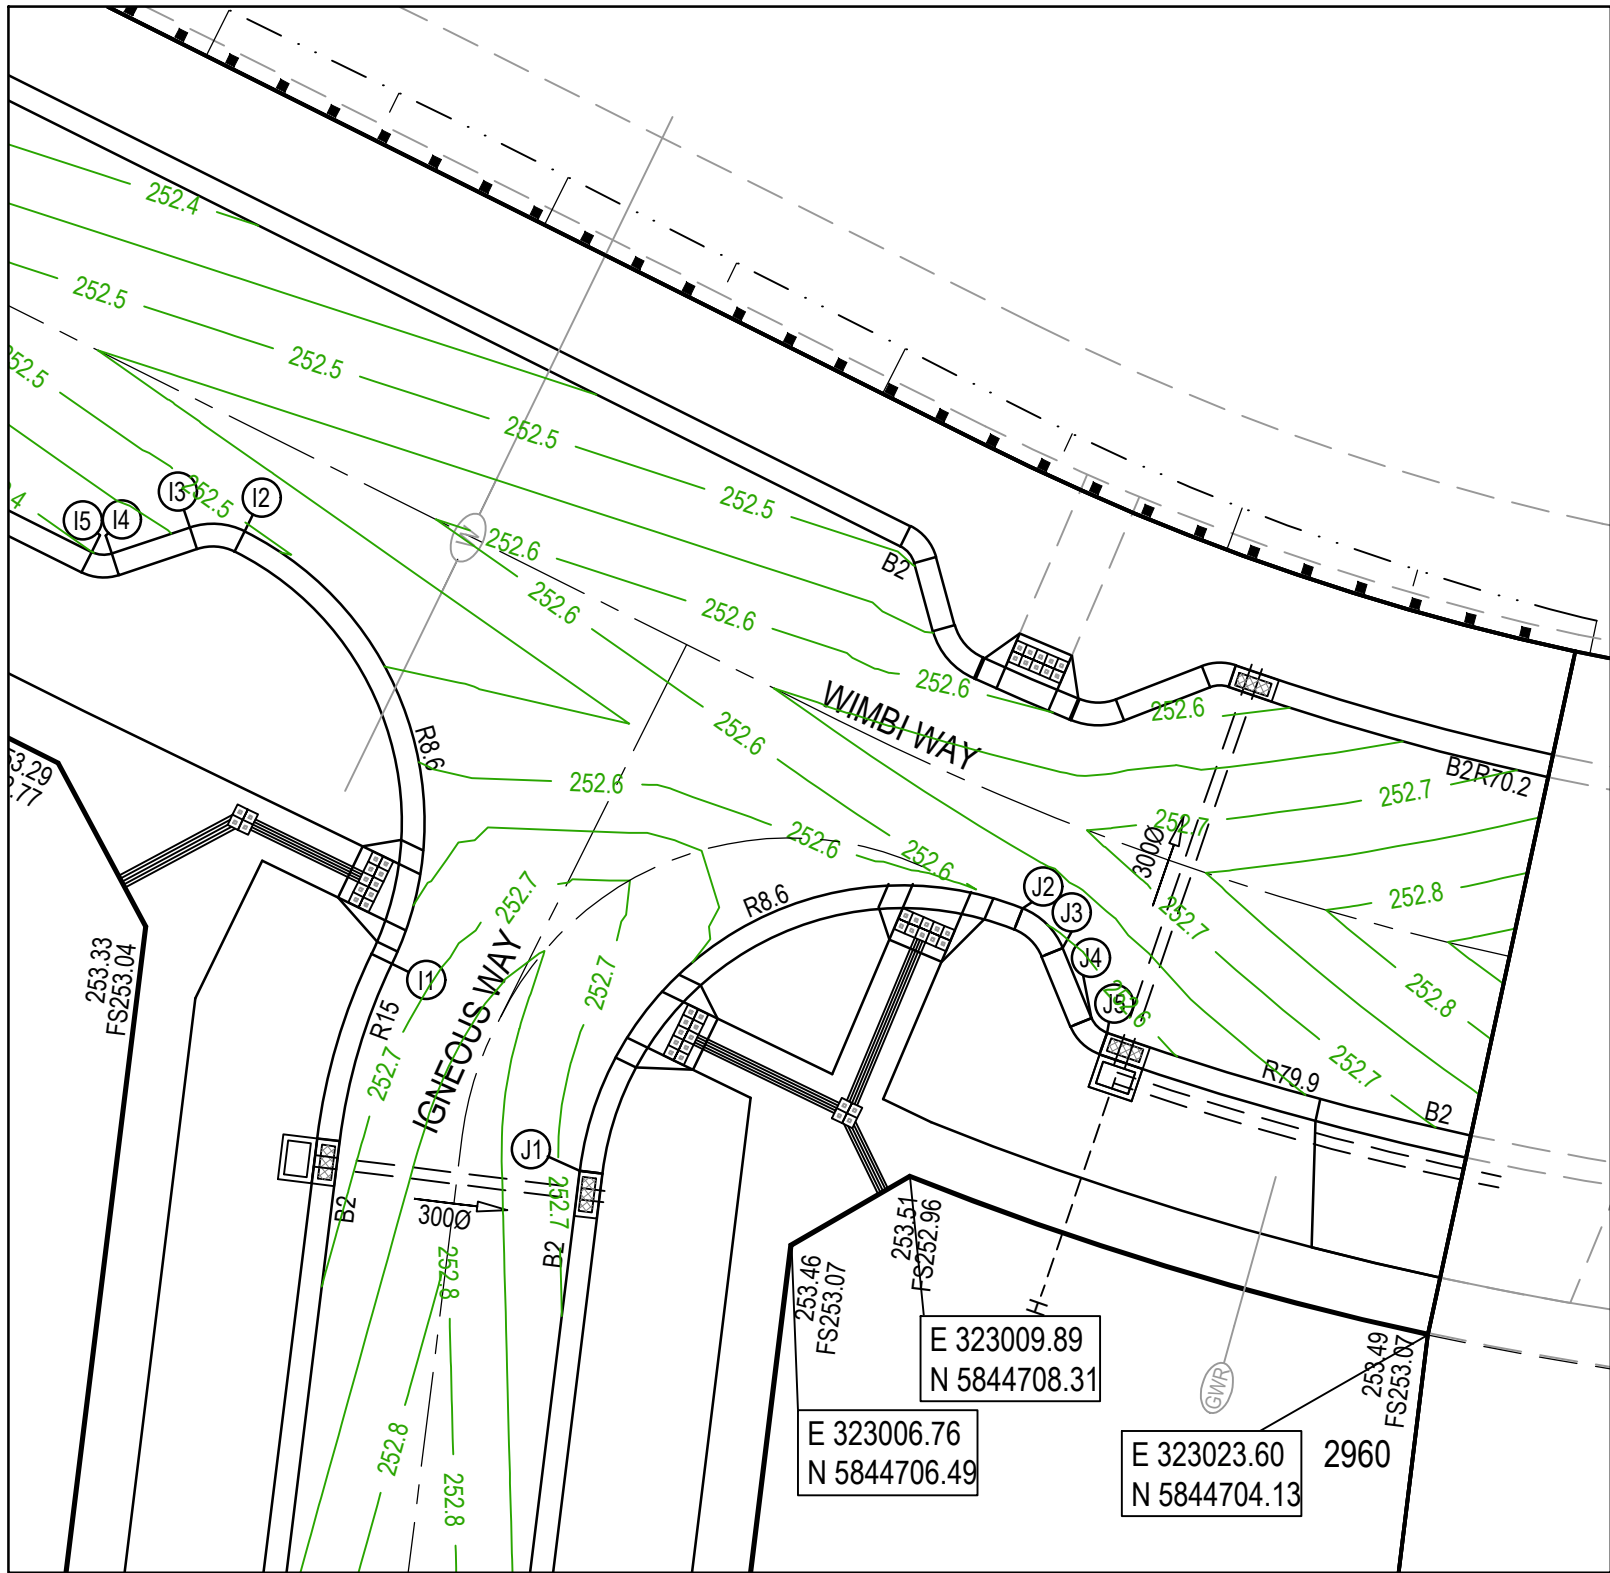 252.4
252.5
252.5
252.5
252.5
252.5
252.5
I3
I2
I5
I4
W
252.6
252.6
252.6
B2
252.6
252.6
252.6
WIMBI WAY
R8.6
252.6
B2R70.2
252.7
252.7
300Ø
252.6
252.6
252.8
252.7
252.7
R8.6
J2
J3
J4
J5
252.6
252.8
252.7
R79.9
B2
253.33
FS253.04
I1
R15
IGNEOUS WAY
252.7
252.7
J1
B2
300Ø
252.7
B2
252.8
252.8
252.8
253.51
FS252.96
253.46
FS253.07
H
E 323009.89
N 5844708.31
E 323006.76
N 5844706.49
GWR
253.49
FS253.07
E 323023.60
N 5844704.13
2960